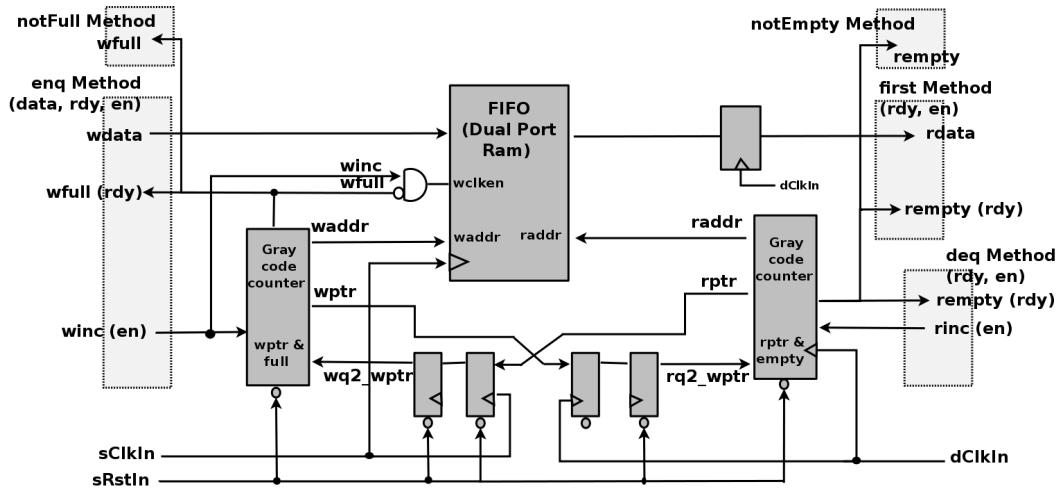 notFull Method
wfull
notEmpty Method
rempty
enq Method
(data, rdy, en)
wdata
wfull (rdy)
winc (en)
first Method
(rdy, en)
rdata
rempty (rdy)
deq Method
(rdy, en)
rempty (rdy)
rinc (en)
FIFO
(Dual Port
Ram)
wclken
waddr
raddr
winc
wfull
dClkIn
waddr
raddr
Gray
code
counter
wptr &
full
wptr
rptr
Gray
code
counter
rptr &
empty
wq2_wptr
rq2_wptr
sClkIn
dClkIn
sRstIn